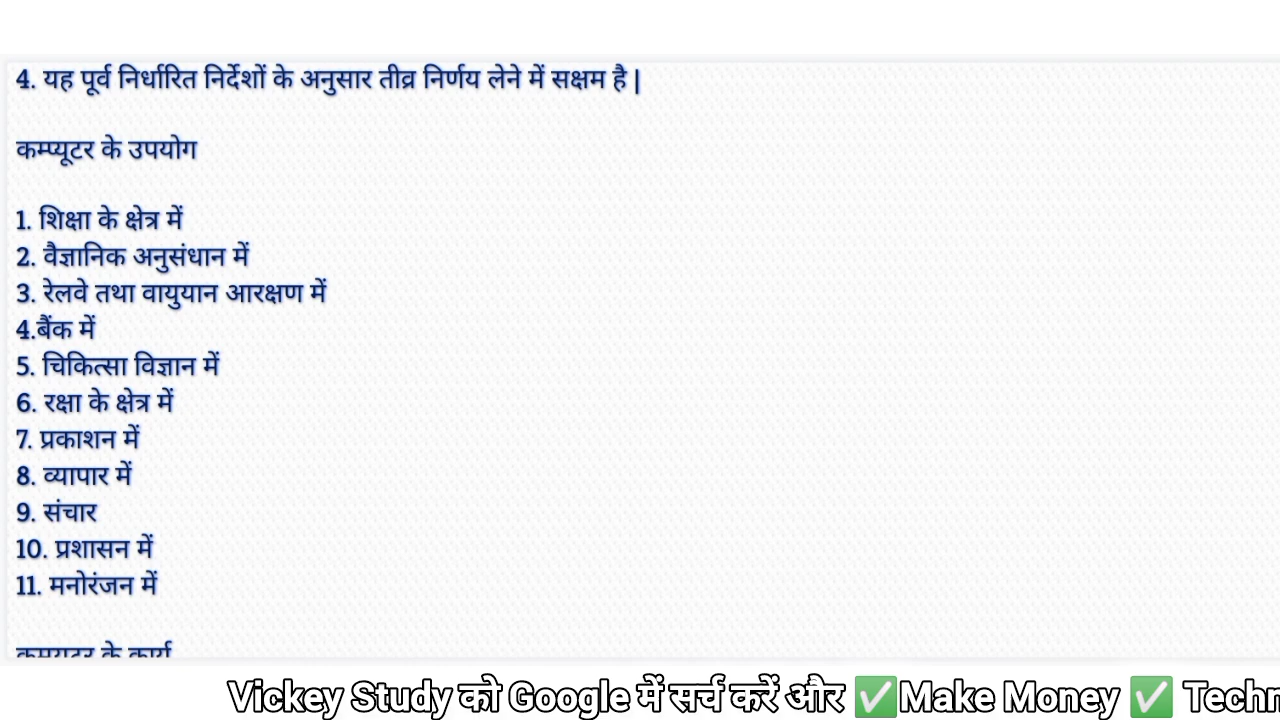 4. यह पूर्व निर्धारित निर्देशों के अनुसार तीव्र निर्णय लेने में सक्षम है |
कम्प्यूटर के उपयोग
1. शिक्षा के क्षेत्र में
2. वैज्ञानिक अनुसंधान में
3. रेलवे तथा वायुयान आरक्षण में
4.बैंक में
5. चिकित्सा विज्ञान में
6. रक्षा के क्षेत्र में
7. प्रकाशन में
8. व्यापार में
9. संचार
10. प्रशासन में
11. मनोरंजन में
के कार्य
Vickey Study को Google में सर्च करें और ✅Make Money ✅